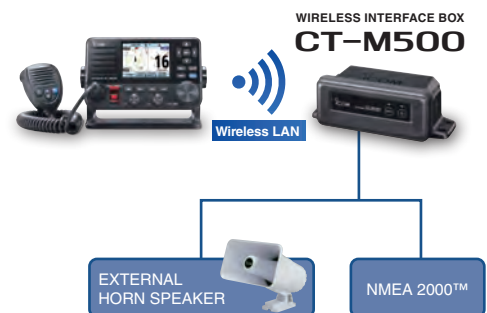 WIRELESS INTERFACE BOX
CT-M500
16
Wireless LAN
EXTERNAL
HORN SPEAKER
NMEA 2000™